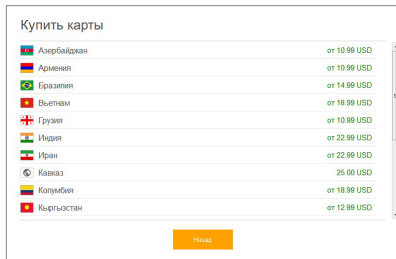 Купить карты
Азербайджан от 10.99 USD
Армения от 10.99 USD
Бразилия от 14.99 USD
Вьетнам от 18.99 USD
Грузия от 10.99 USD
Индия от 22.99 USD
Иран от 22.99 USD
Кавказ 25.00 USD
Колумбия от 18.99 USD
Кыргызстан от 12.99 USD
Назад